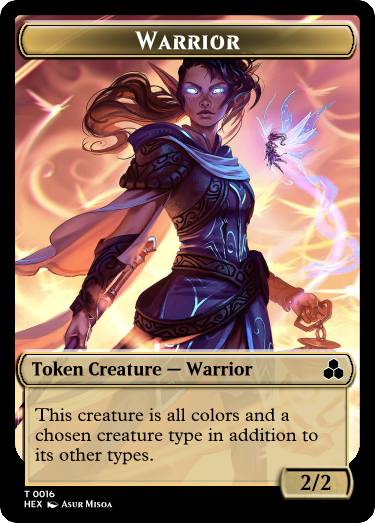 WARRIOR
Token Creature — Warrior
This creature is all colors and a
chosen creature type in addition to
its other types.
2/2
T 0016
HEX ASUR MISOA